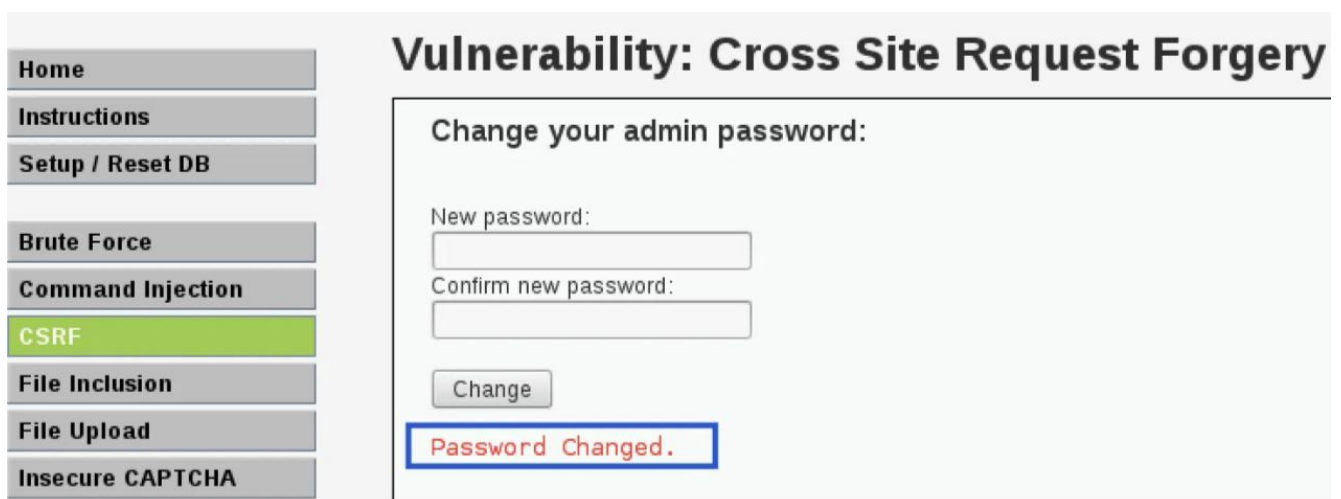 Home
Instructions
Setup / Reset DB
Brute Force
Command Injection
CSRF
File Inclusion
File Upload
Insecure CAPTCHA
Vulnerability: Cross Site Request Forgery
Change your admin password:
New password:
Confirm new password:
Change
Password Changed.